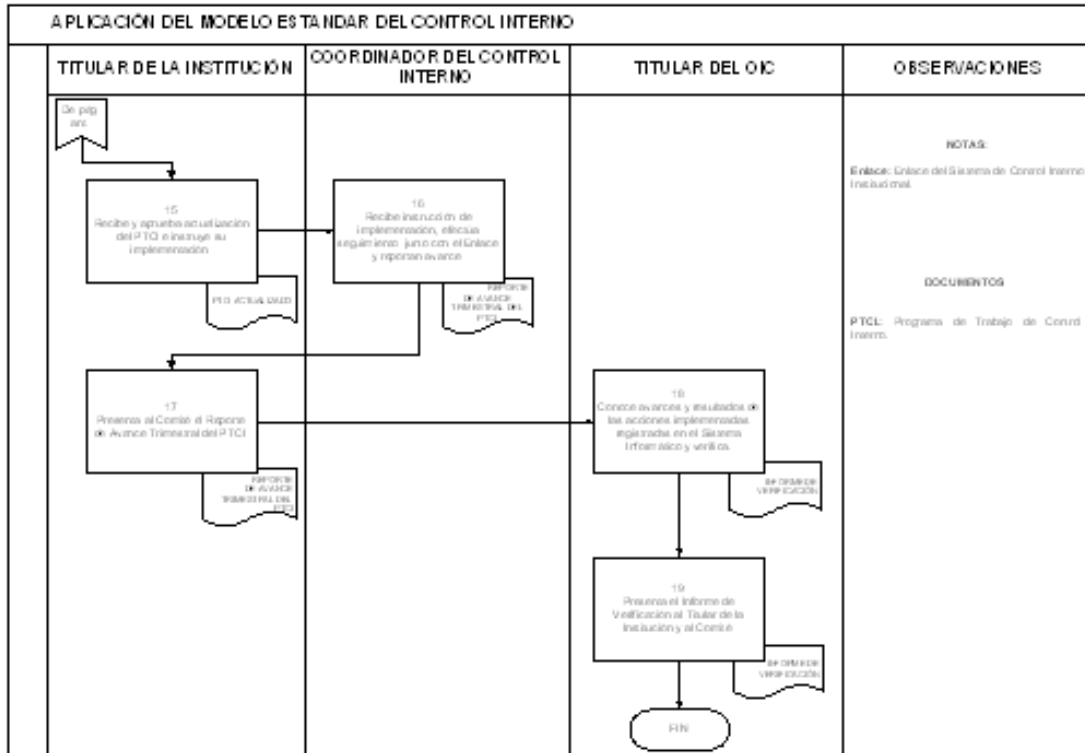 APLICACIÓN DEL MODELO ESTANDAR DEL CONTROL INTERNO
TITULAR DE LA INSTITUCIÓN
COORDINADOR DEL CONTROL
INTERNO
TITULAR DEL OIC
OBSERVACIONES
De pág.
ant.
15
Recibe y aprueba actualización
del PTCI e instruye su
implementación
PTCI ACTUALIZADO
16
Recibe instrucción de
implementación, efectúa
seguimiento junto con el Enlace
y reportan avance
REPORTE
DE AVANCE
TRIMESTRAL DEL
PTCI
17
Presenta al Comité el Reporte
de Avance Trimestral del PTCI
REPORTE
DE AVANCE
TRIMESTRAL DEL
PTCI
18
Conoce avances y resultados de
las acciones implementadas
registradas en el Sistema
Informático y verifica.
INFORME DE
VERIFICACIÓN
19
Presenta el Informe de
Verificación al Titular de la
Institución y al Comité
INFORME DE
VERIFICACIÓN
FIN
NOTAS:
Enlace: Enlace del Sistema de Control Interno
Institucional.
DOCUMENTOS
PTCI: Programa de Trabajo de Control
Interno.